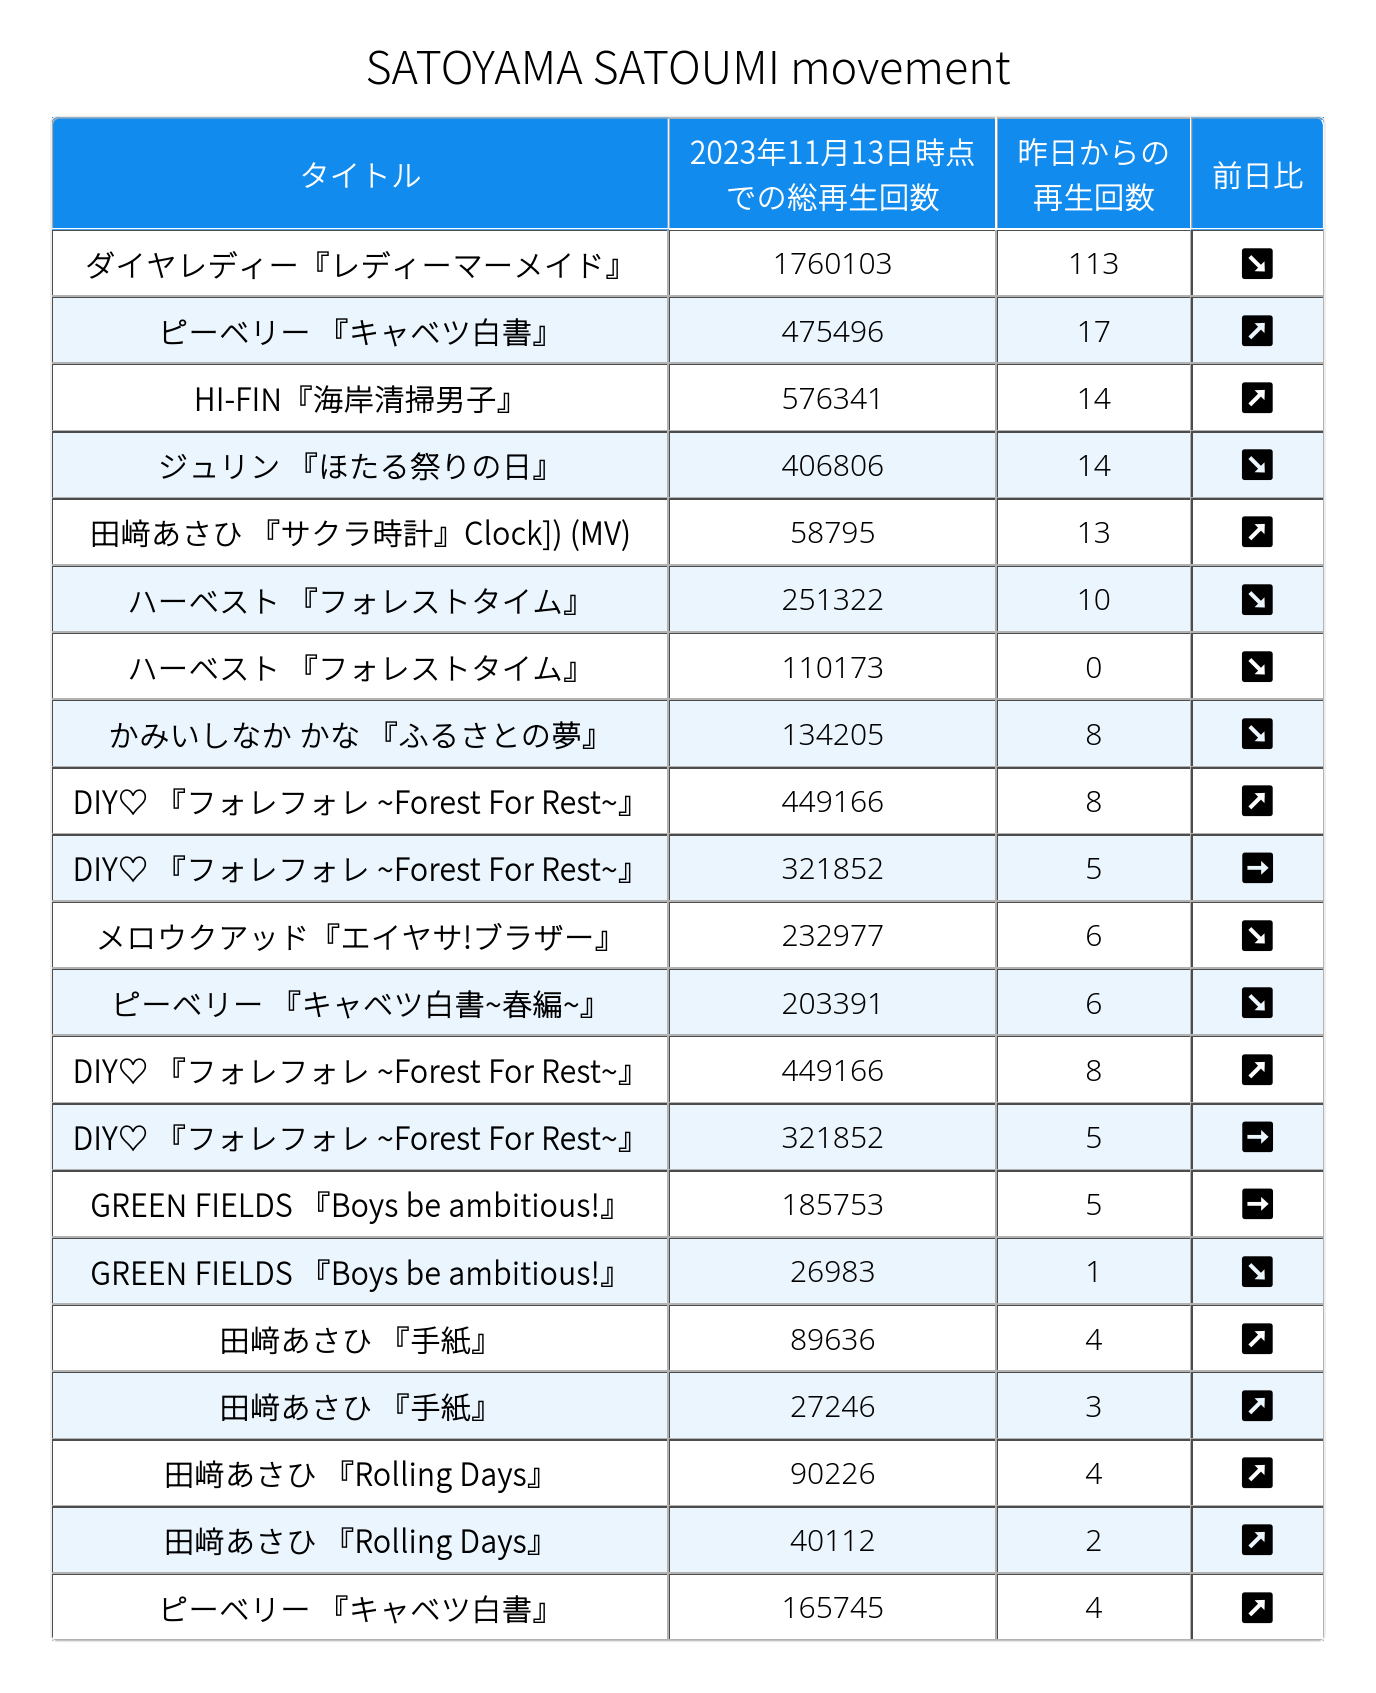 SATOYAMA SATOUMI movement
タイトル 2023年11月13日時点での総再生回数 昨日からの再生回数 前日比
ダイヤレディー『レディーマーメイド』 1760103 113 ↘
ピーベリー 『キャベツ白書』 475496 17 ↗
HI-FIN『海岸清掃男子』 576341 14 ↗
ジュリン 『ほたる祭りの日』 406806 14 ↘
田﨑あさひ 『サクラ時計』Clock]) (MV) 58795 13 ↗
ハーベスト 『フォレストタイム』 251322 10 ↘
ハーベスト 『フォレストタイム』 110173 0 ↘
かみいしなか かな 『ふるさとの夢』 134205 8 ↘
DIY♡ 『フォレフォレ ~Forest For Rest~』 449166 8 ↗
DIY♡ 『フォレフォレ ~Forest For Rest~』 321852 5 →
メロウクアッド『エイヤサ!ブラザー』 232977 6 ↘
ピーベリー 『キャベツ白書~春編~』 203391 6 ↘
DIY♡ 『フォレフォレ ~Forest For Rest~』 449166 8 ↗
DIY♡ 『フォレフォレ ~Forest For Rest~』 321852 5 →
GREEN FIELDS 『Boys be ambitious!』 185753 5 →
GREEN FIELDS 『Boys be ambitious!』 26983 1 ↘
田﨑あさひ 『手紙』 89636 4 ↗
田﨑あさひ 『手紙』 27246 3 ↗
田﨑あさひ 『Rolling Days』 90226 4 ↗
田﨑あさひ 『Rolling Days』 40112 2 ↗
ピーベリー 『キャベツ白書』 165745 4 ↗